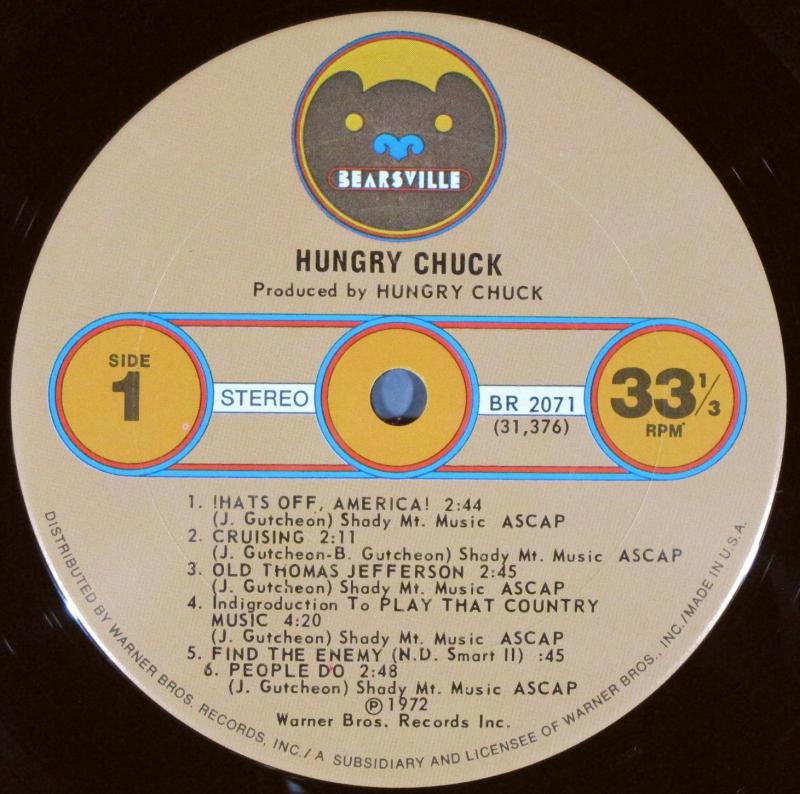 BEARSVILLE
HUNGRY CHUCK
Produced by HUNGRY CHUCK
SIDE
1
STEREO
BR 2071
(31,376)
33 1/3
RPM
1. !HATS OFF, AMERICA! 2:44
(J. Gutcheon) Shady Mt. Music ASCAP
2. CRUISING 2:11
(J. Gutcheon-B. Gutcheon) Shady Mt. Music ASCAP
3. OLD THOMAS JEFFERSON 2:45
(J. Gutcheon) Shady Mt. Music ASCAP
4. Indigroduction To PLAY THAT COUNTRY
MUSIC 4:20
(J. Gutcheon) Shady Mt. Music ASCAP
5. FIND THE ENEMY (N.D. Smart II) :45
6. PEOPLE DO 2:48
(J. Gutcheon) Shady Mt. Music ASCAP
℗ 1972
Warner Bros. Records Inc.
DISTRIBUTED BY WARNER BROS. RECORDS, INC./A SUBSIDIARY AND LICENSEE OF WARNER BROS., INC./MADE IN U.S.A.